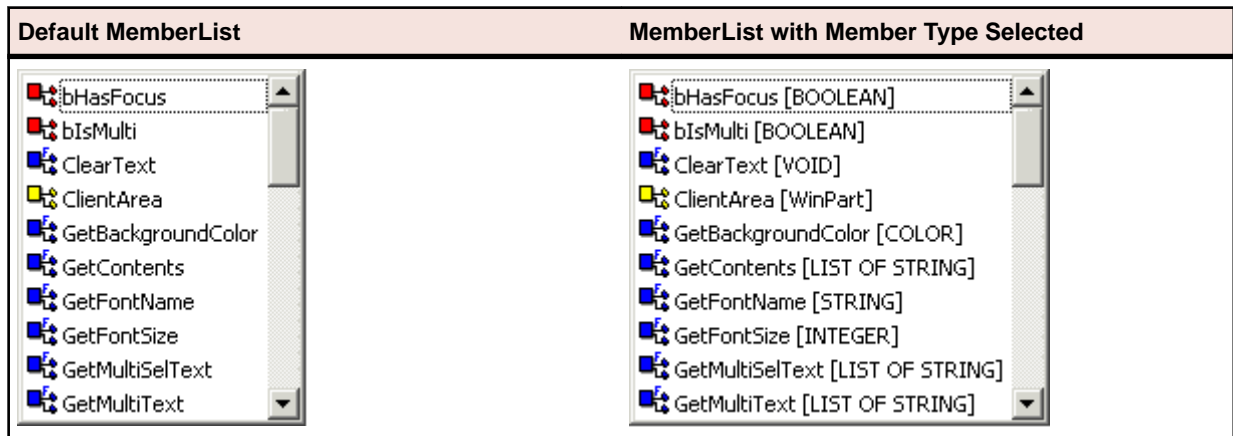 Default MemberList
MemberList with Member Type Selected
bHasFocus
bIsMulti
ClearText
ClientArea
GetBackgroundColor
GetContents
GetFontName
GetFontSize
GetMultiSelText
GetMultiText
bHasFocus [BOOLEAN]
bIsMulti [BOOLEAN]
ClearText [VOID]
ClientArea [WinPart]
GetBackgroundColor [COLOR]
GetContents [LIST OF STRING]
GetFontName [STRING]
GetFontSize [INTEGER]
GetMultiSelText [LIST OF STRING]
GetMultiText [LIST OF STRING]